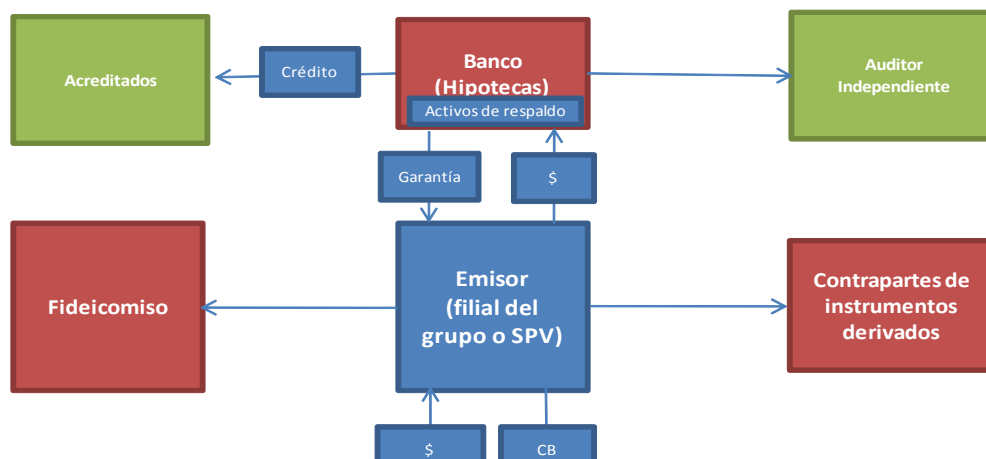 Acreditados
Crédito
Banco
(Hipotecas)
Activos de respaldo
Auditor
Independiente
Garantía
$
Fideicomiso
Emisor
(filial del
grupo o SPV)
Contrapartes de
instrumentos
derivados
$
CB